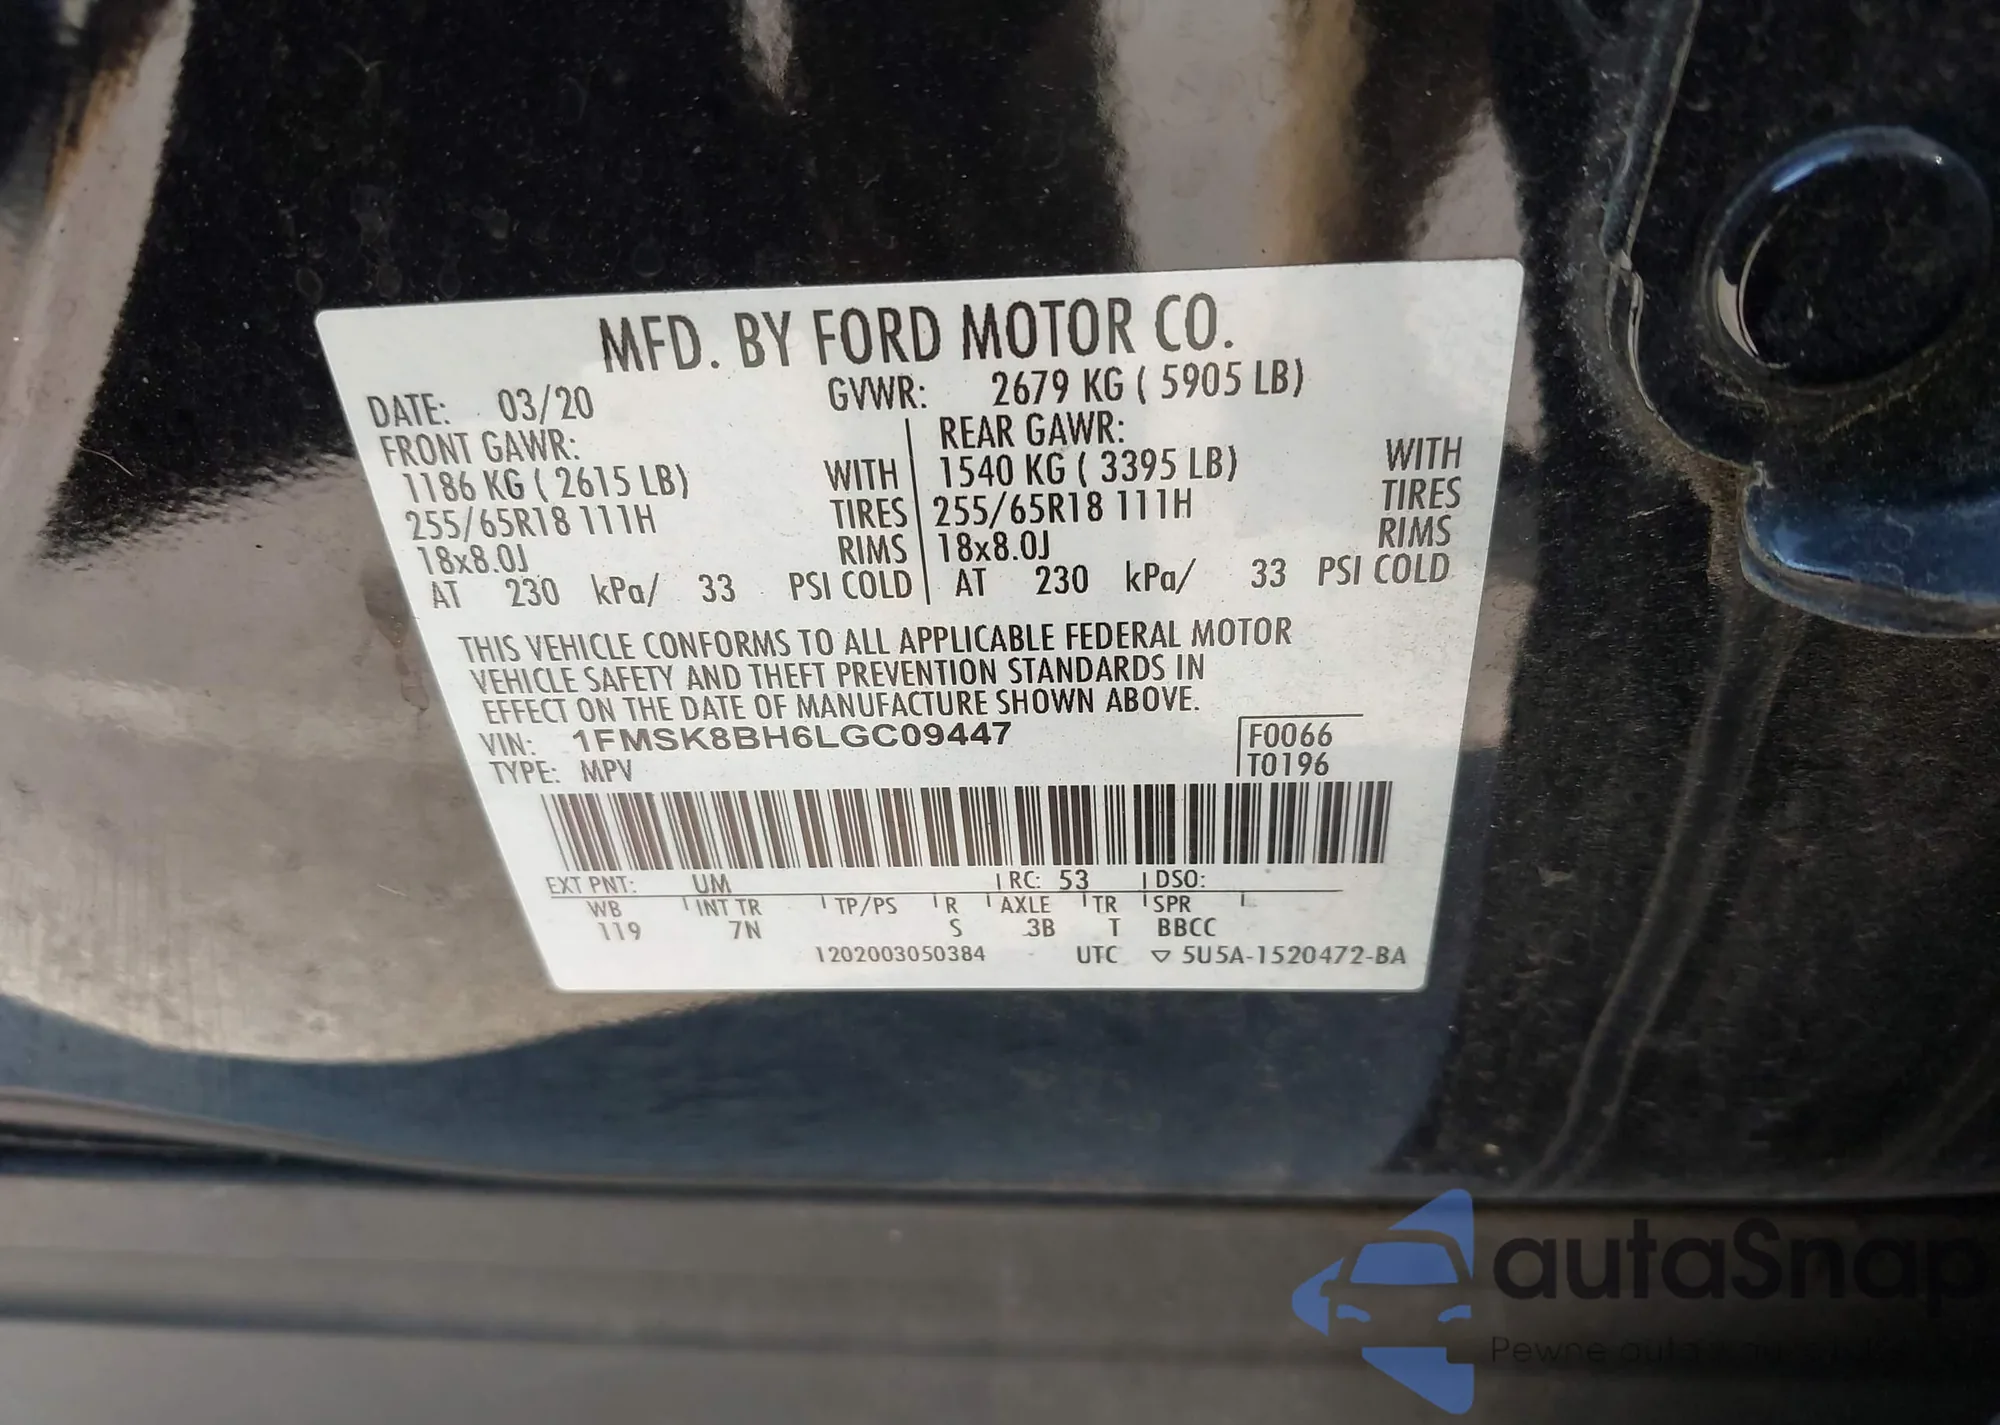 MFD. BY FORD MOTOR CO.
DATE: 03/20 GVWR: 2679 KG ( 5905 LB)
FRONT GAWR: REAR GAWR:
1186 KG ( 2615 LB) WITH 1540 KG ( 3395 LB) WITH
255/65R18 111H TIRES 255/65R18 111H TIRES
18x8.0J RIMS 18x8.0J RIMS
AT 230 kPa/ 33 PSI COLD AT 230 kPa/ 33 PSI COLD
THIS VEHICLE CONFORMS TO ALL APPLICABLE FEDERAL MOTOR
VEHICLE SAFETY AND THEFT PREVENTION STANDARDS IN
EFFECT ON THE DATE OF MANUFACTURE SHOWN ABOVE.
VIN: 1FMSK8BH6LGC09447 F0066
TYPE: MPV T0196
EXT PNT: UM RC: 53 DSO:
WB INT TR TP/PS R AXLE TR SPR
119 7N S 3B T BBCC
1202003050384 UTC ▽ 5U5A-1520472-BA
autaSnap
Pewne auta